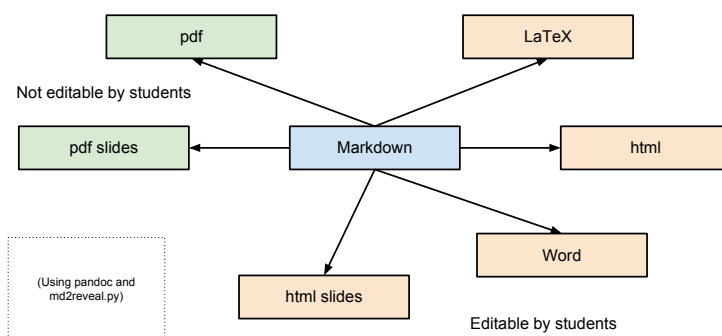 pdf
LaTeX
Not editable by students
pdf slides
Markdown
html
Word
(Using pandoc and
md2reveal.py)
html slides
Editable by students